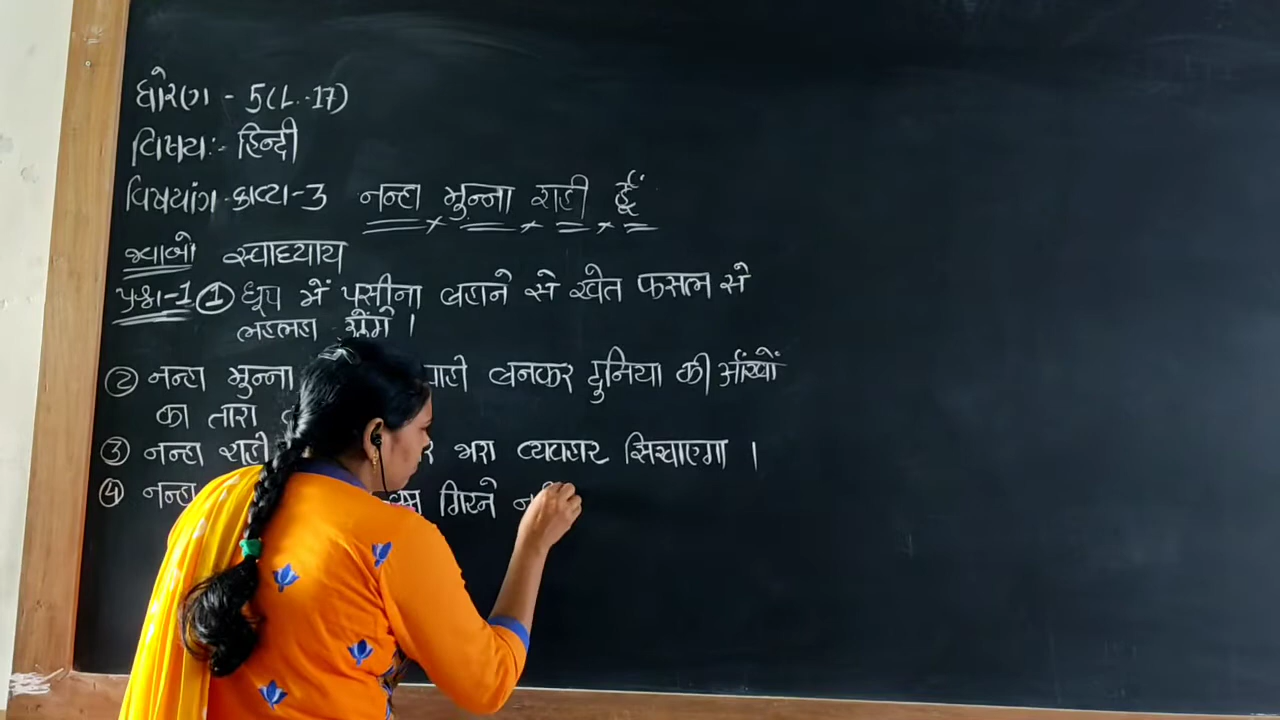 धोरण - 5 (L.-17)
विषय:- हिन्दी
विषयांग- काव्य-3 नन्हा मुन्ना राही हूँ
स्वाध्याय
प्रश्न-1 ① धूप में पसीना बहाने से खेत फसल से
लहलहा उठेंगे ।
② नन्हा मुन्ना बनकर दुनिया की आँखों
का तारा
③ नन्हा राही भरा व्यवहार सिखाएगा ।
④ नन्हा गिरने